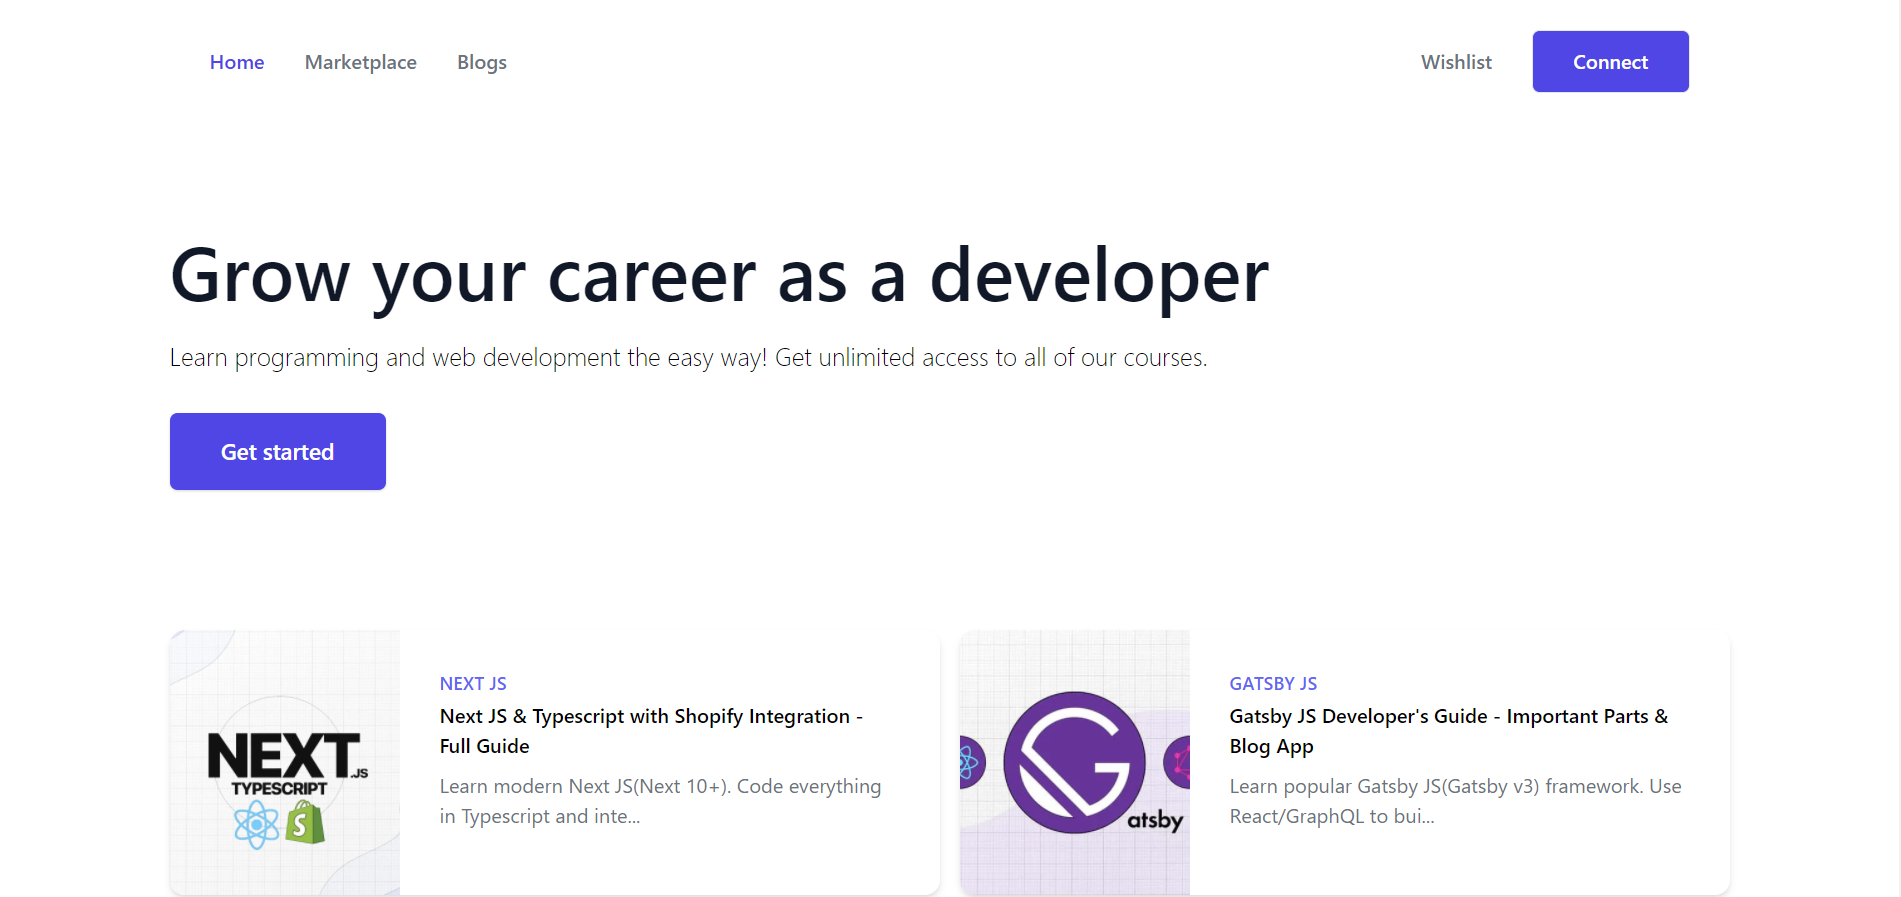 Home Marketplace Blogs Wishlist Connect
Grow your career as a developer
Learn programming and web development the easy way! Get unlimited access to all of our courses.
Get started
NEXT.JS
TYPESCRIPT
S
NEXT JS
Next JS & Typescript with Shopify Integration -
Full Guide
Learn modern Next JS(Next 10+). Code everything
in Typescript and inte...
atsby
GATSBY JS
Gatsby JS Developer's Guide - Important Parts &
Blog App
Learn popular Gatsby JS(Gatsby v3) framework. Use
React/GraphQL to bui...